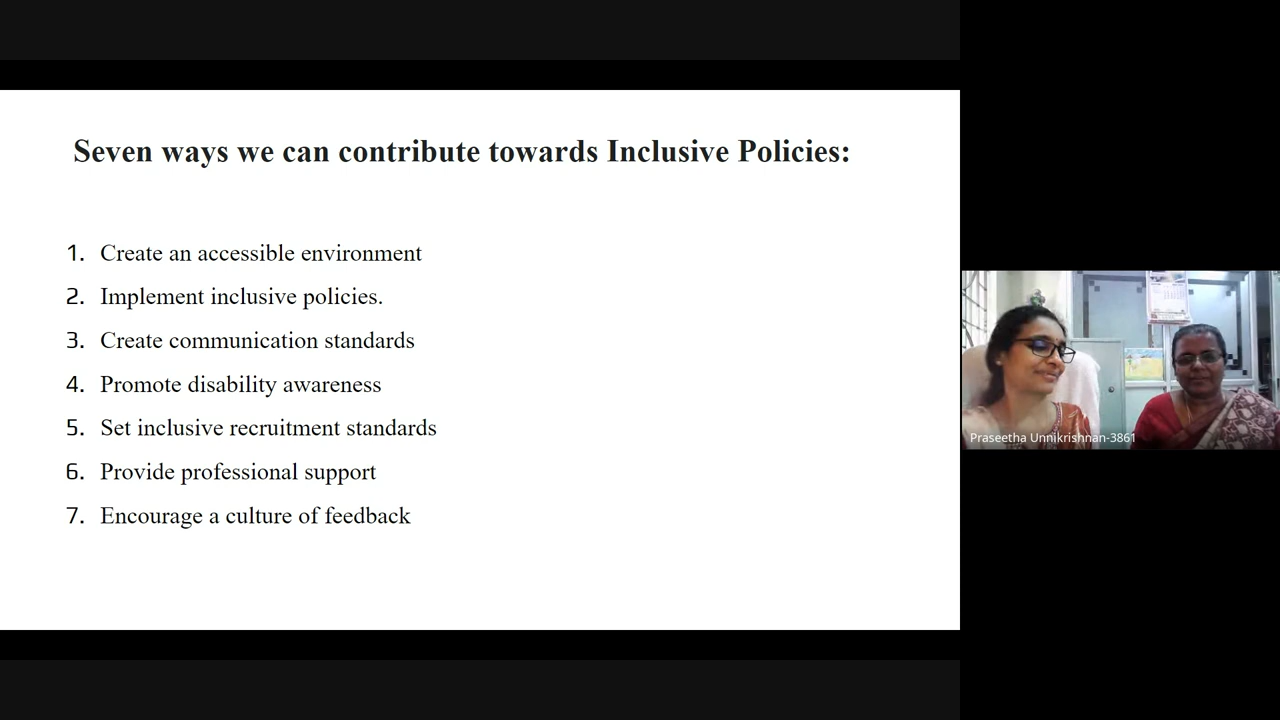 Seven ways we can contribute towards Inclusive Policies:
1. Create an accessible environment
2. Implement inclusive policies.
3. Create communication standards
4. Promote disability awareness
5. Set inclusive recruitment standards
6. Provide professional support
7. Encourage a culture of feedback
Praseetha Unnikrishnan-3861